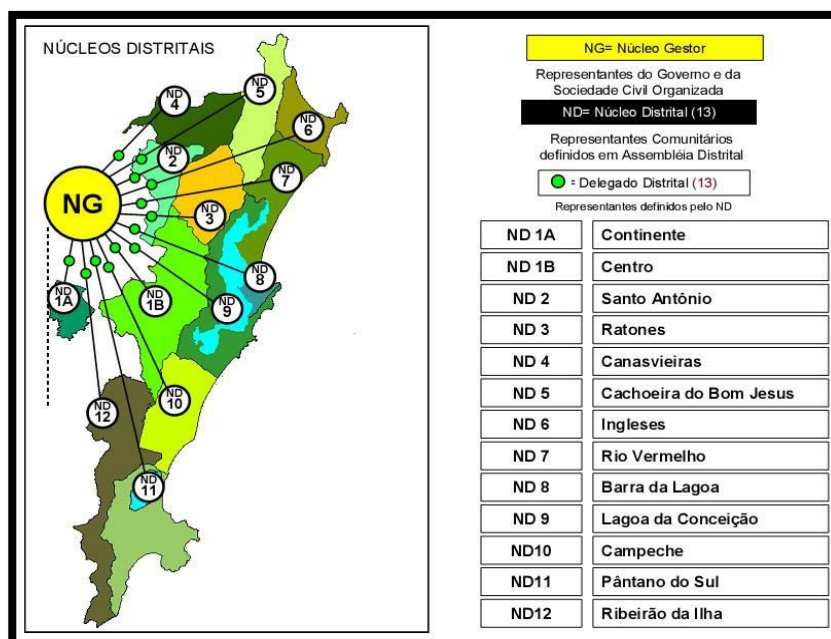 NÚCLEOS DISTRITAIS
ND
4
ND
5
ND
6
ND
2
ND
7
NG
ND
3
ND
8
ND
1A
ND
1B
ND
9
ND
10
ND
12
ND
11
NG= Núcleo Gestor
Representantes do Governo e da
Sociedade Civil Organizada
ND= Núcleo Distrital (13)
Representantes Comunitários
definidos em Assembléia Distrital
= Delegado Distrital (13)
Representantes definidos pelo ND
ND 1A Continente
ND 1B Centro
ND 2 Santo Antônio
ND 3 Ratones
ND 4 Canasvieiras
ND 5 Cachoeira do Bom Jesus
ND 6 Ingleses
ND 7 Rio Vermelho
ND 8 Barra da Lagoa
ND 9 Lagoa da Conceição
ND10 Campeche
ND11 Pântano do Sul
ND12 Ribeirão da Ilha